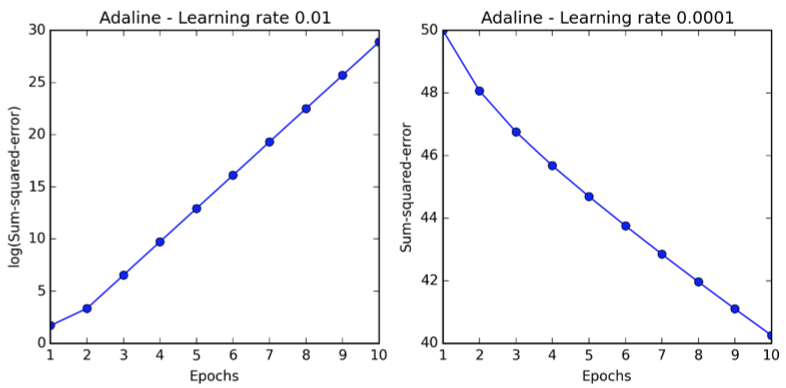 Adaline - Learning rate 0.01
log(Sum-squared-error)
30
25
20
15
10
5
0
1 2 3 4 5 6 7 8 9 10
Epochs
Adaline - Learning rate 0.0001
Sum-squared-error
50
48
46
44
42
40
1 2 3 4 5 6 7 8 9 10
Epochs